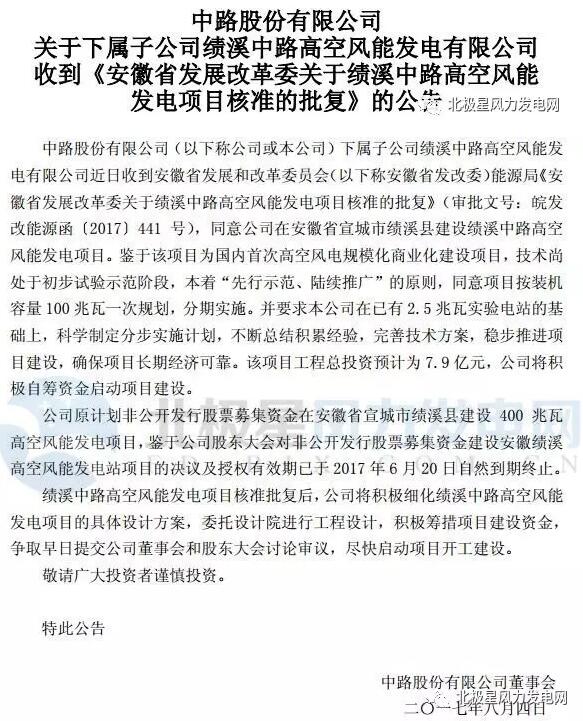 中路股份有限公司
关于下属子公司绩溪中路高空风能发电有限公司
收到《安徽省发展改革委关于绩溪中路高空风能
发电项目核准的批复》的公告
北极星风力发电网
中路股份有限公司（以下称公司或本公司）下属子公司绩溪中路高空风能发
电有限公司近日收到安徽省发展和改革委员会（以下称安徽省发改委）能源局《安
徽省发展改革委关于绩溪中路高空风能发电项目核准的批复》（审批文号：皖发
改能源函〔2017〕441 号），同意公司在安徽省宣城市绩溪县建设绩溪中路高空风
能发电项目。鉴于该项目为国内首次高空风电规模化商业化建设项目，技术尚
处于初步试验示范阶段，本着“先行示范、陆续推广”的原则，同意项目按装机
容量 100 兆瓦一次规划，分期实施。并要求本公司在已有 2.5 兆瓦实验电站的基
础上，科学制定分步实施计划，不断总结积累经验，完善技术方案，稳步推进项
目建设，确保项目长期经济可靠。该项目工程总投资预计为 7.9 亿元，公司将积
极自筹资金启动项目建设。
公司原计划非公开发行股票募集资金在安徽省宣城市绩溪县建设 400 兆瓦
高空风能发电项目，鉴于公司股东大会对非公开发行股票募集资金建设安徽绩溪
高空风能发电站项目的决议及授权有效期已于 2017 年 6 月 20 日自然到期终止。
绩溪中路高空风能发电项目核准批复后，公司将积极细化绩溪中路高空风能
发电项目的具体设计方案，委托设计院进行工程设计，积极筹措项目建设资金，
争取早日提交公司董事会和股东大会讨论审议，尽快启动项目开工建设。
敬请广大投资者谨慎投资。
特此公告
中路股份有限公司董事会
二〇一七年八月四日
北极星风力发电网